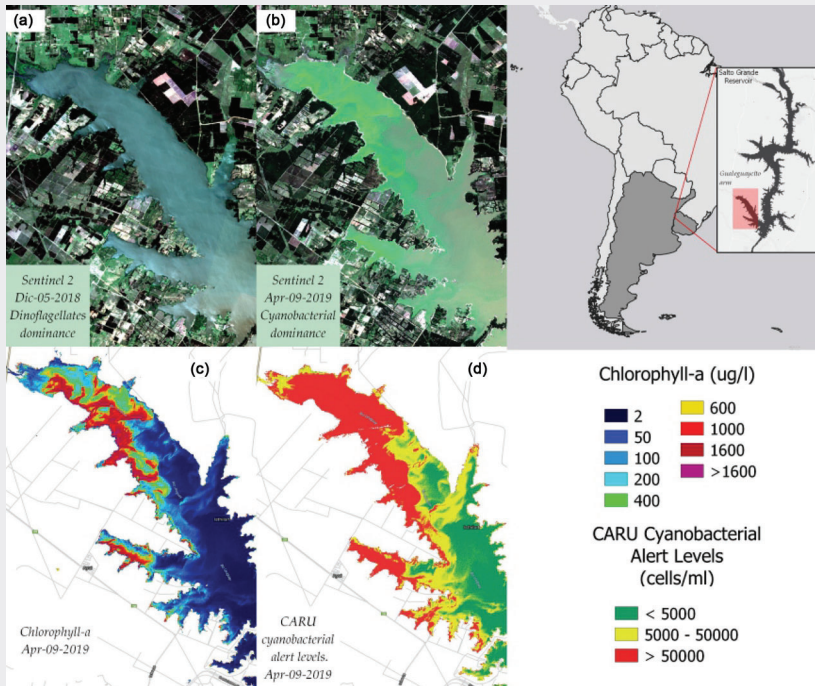 (a)
(b)
Sentinel 2
Dic-05-2018
Dinoflagellates
dominance
Sentinel 2
Apr-09-2019
Cyanobacterial
dominance
Salto Grande
Reservoir
Gualeguaycito
arm
(c)
(d)
Chlorophyll-a
Apr-09-2019
CARU
cyanobacterial
alert levels.
Apr-09-2019
Chlorophyll-a (ug/l)
2
50
100
200
400
600
1000
1600
>1600
CARU Cyanobacterial
Alert Levels
(cells/ml)
< 5000
5000 - 50000
> 50000